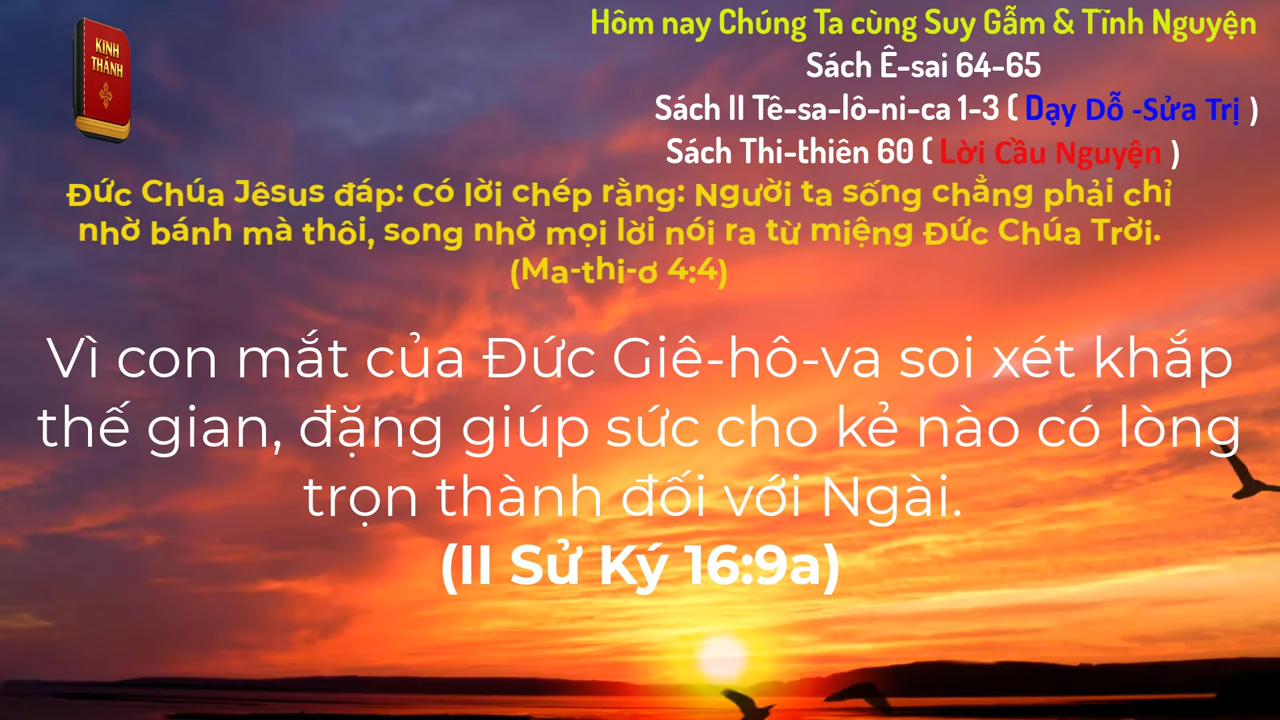 KINH
THÁNH
Hôm nay Chúng Ta cùng Suy Gẫm & Tĩnh Nguyện
Sách Ê-sai 64-65
Sách II Tê-sa-lô-ni-ca 1-3 ( Dạy Dỗ -Sửa Trị )
Sách Thi-thiên 60 ( Lời Cầu Nguyện )
Đức Chúa Jêsus đáp: Có lời chép rằng: Người ta sống chẳng phải chỉ
nhờ bánh mà thôi, song nhờ mọi lời nói ra từ miệng Đức Chúa Trời.
(Ma-thi-ơ 4:4)
Vì con mắt của Đức Giê-hô-va soi xét khắp
thế gian, đặng giúp sức cho kẻ nào có lòng
trọn thành đối với Ngài.
(II Sử Ký 16:9a)